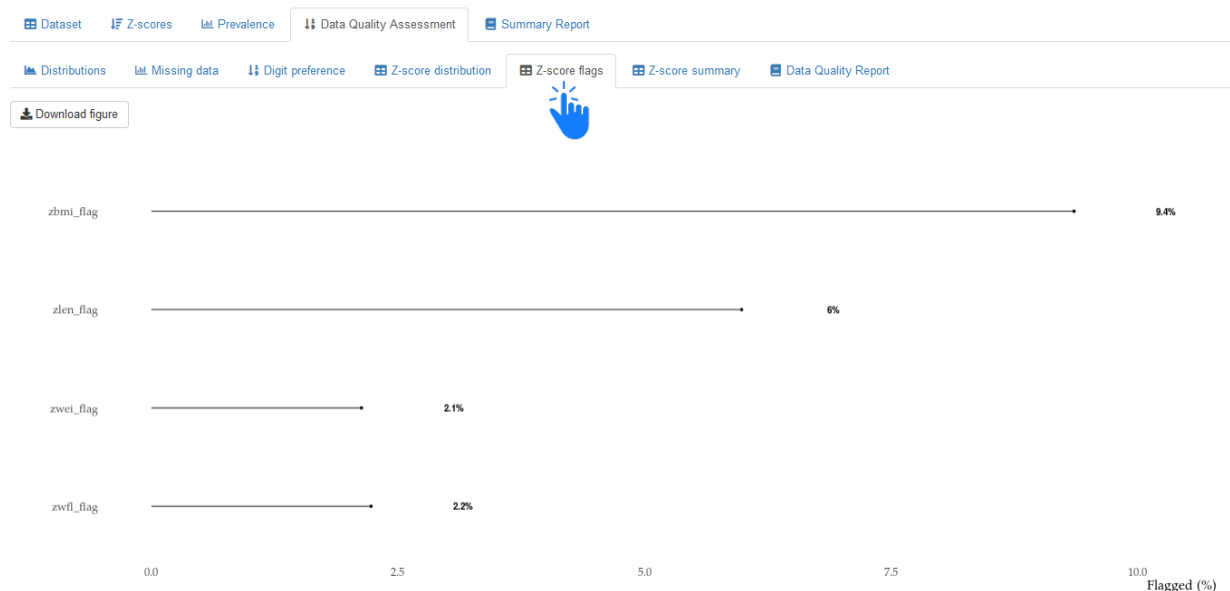 Dataset Z-scores Prevalence Data Quality Assessment Summary Report
Distributions Missing data Digit preference Z-score distribution Z-score flags Z-score summary Data Quality Report
Download figure
zbmi_flag 9.4%
zlen_flag 6%
zwei_flag 2.1%
zwfl_flag 2.2%
0.0 2.5 5.0 7.5 10.0
Flagged (%)